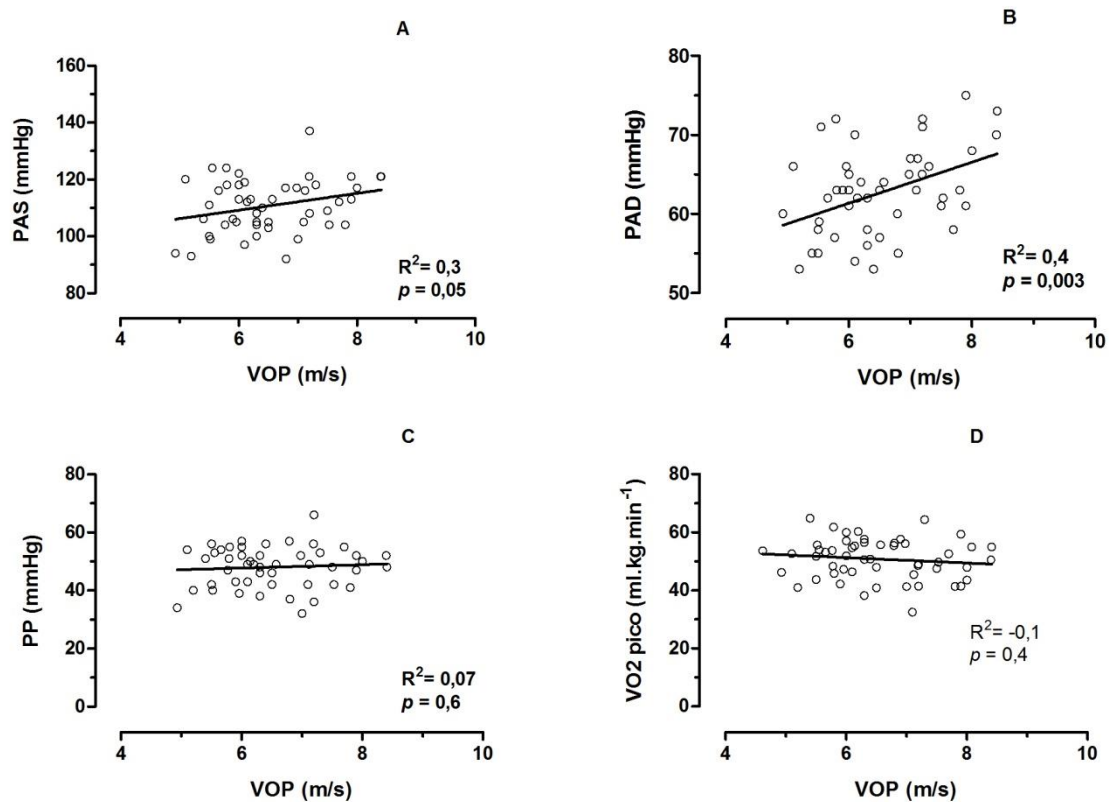 A
160
140
120
100
80
PAS (mmHg)
R²= 0,3
p = 0,05
4 6 8 10
VOP (m/s)
B
80
70
60
50
PAD (mmHg)
R²= 0,4
p = 0,003
4 6 8 10
VOP (m/s)
C
80
60
40
20
0
PP (mmHg)
R²= 0,07
p = 0,6
4 6 8 10
VOP (m/s)
D
80
60
40
20
0
VO2 pico (ml.kg.min⁻¹)
R²= -0,1
p = 0,4
4 6 8 10
VOP (m/s)